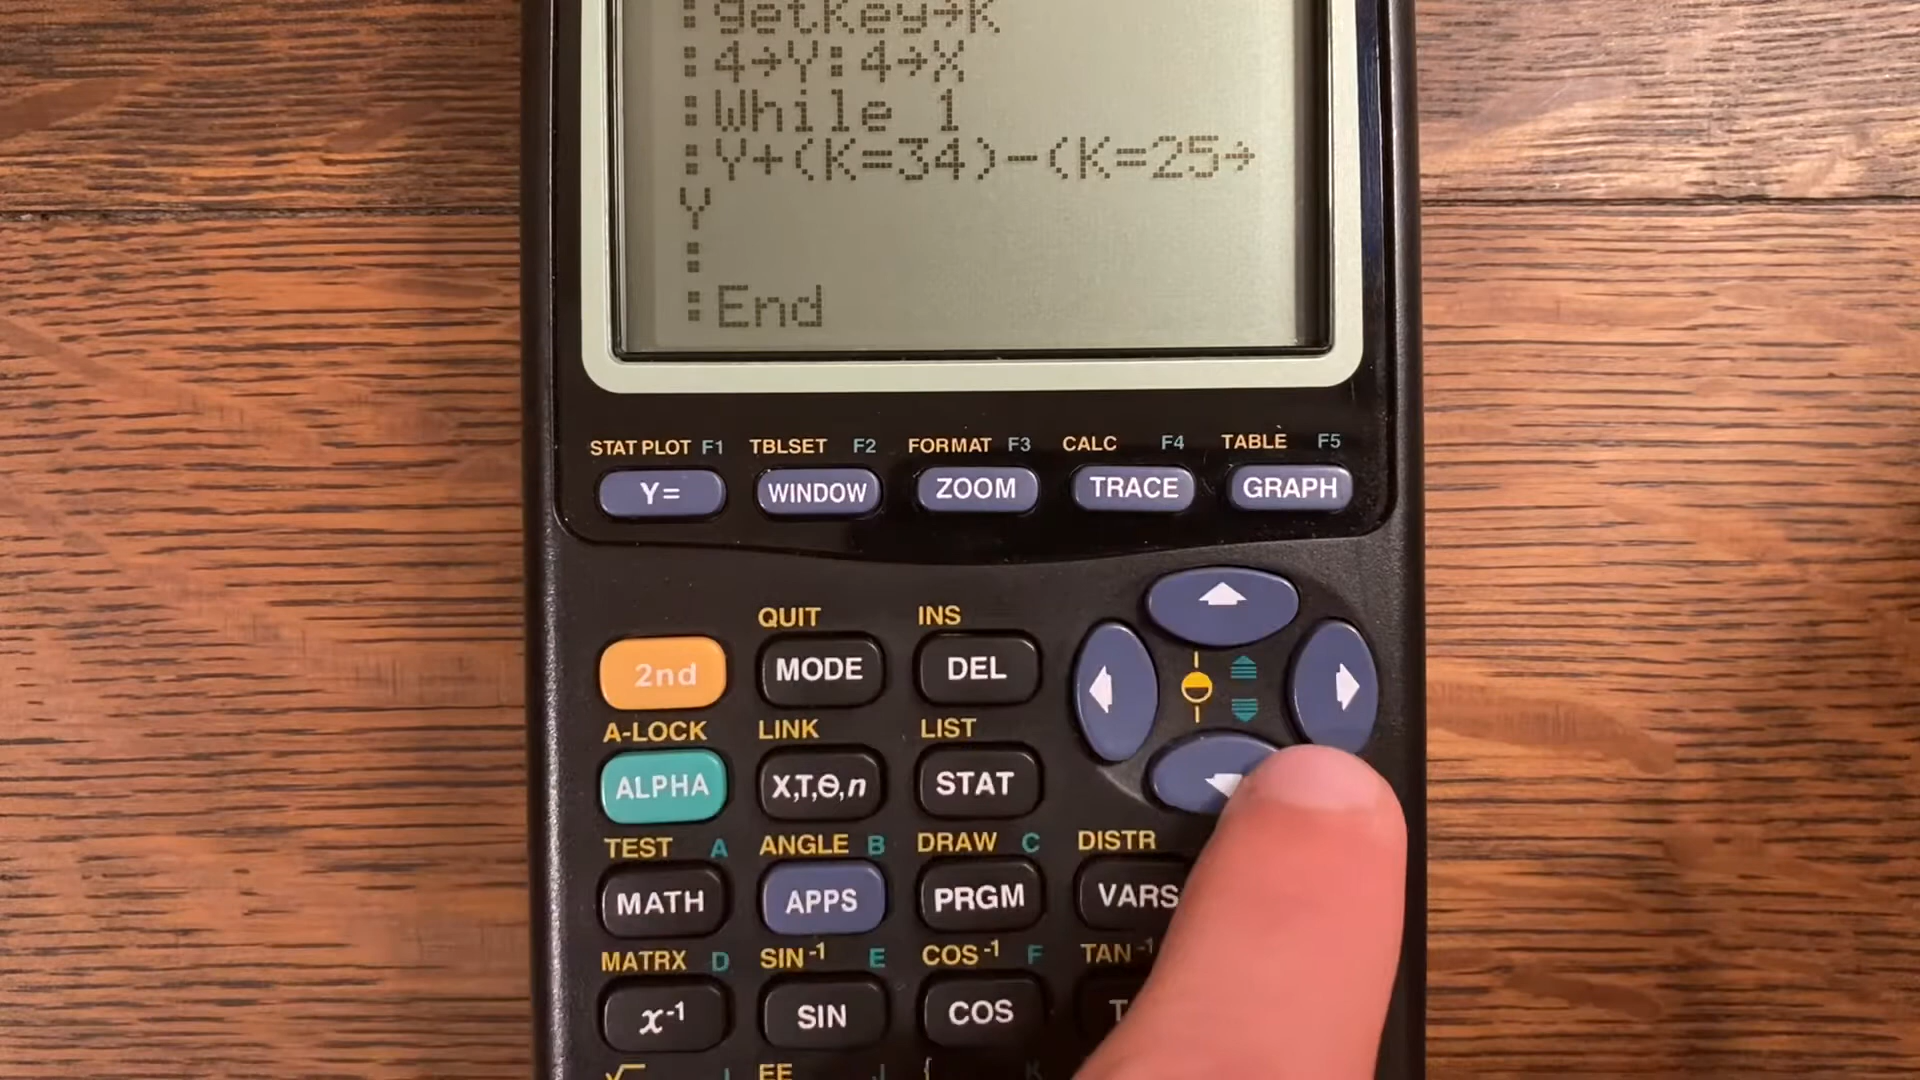 :getKey→K
:4→Y:4→X
:While 1
:Y+(K=34)-(K=25→
Y
:
:End
STAT PLOT F1 TBLSET F2 FORMAT F3 CALC F4 TABLE F5
Y= WINDOW ZOOM TRACE GRAPH
QUIT INS
2nd MODE DEL
A-LOCK LINK LIST
ALPHA X,T,Θ,n STAT
TEST A ANGLE B DRAW C DISTR
MATH APPS PRGM VARS
MATRX D SIN⁻¹ E COS⁻¹ F TAN⁻¹
x⁻¹ SIN COS
√ EE J { K